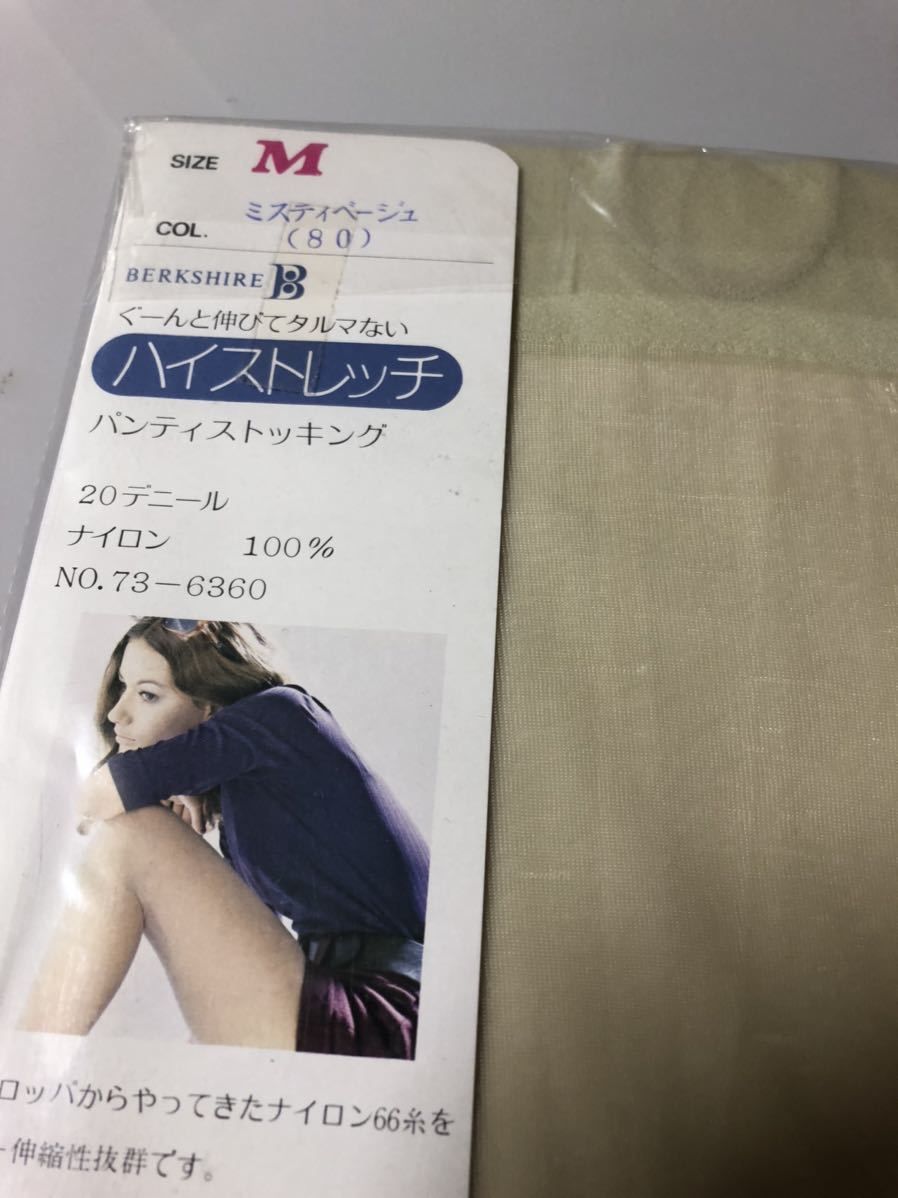 SIZE M
COL. ミスティベージュ
(80)
BERKSHIRE B
ぐーんと伸びてタルマない
ハイストレッチ
パンティストッキング
20デニール
ナイロン 100%
NO.73-6360
ロッパからやってきたナイロン66糸を
伸縮性抜群です。